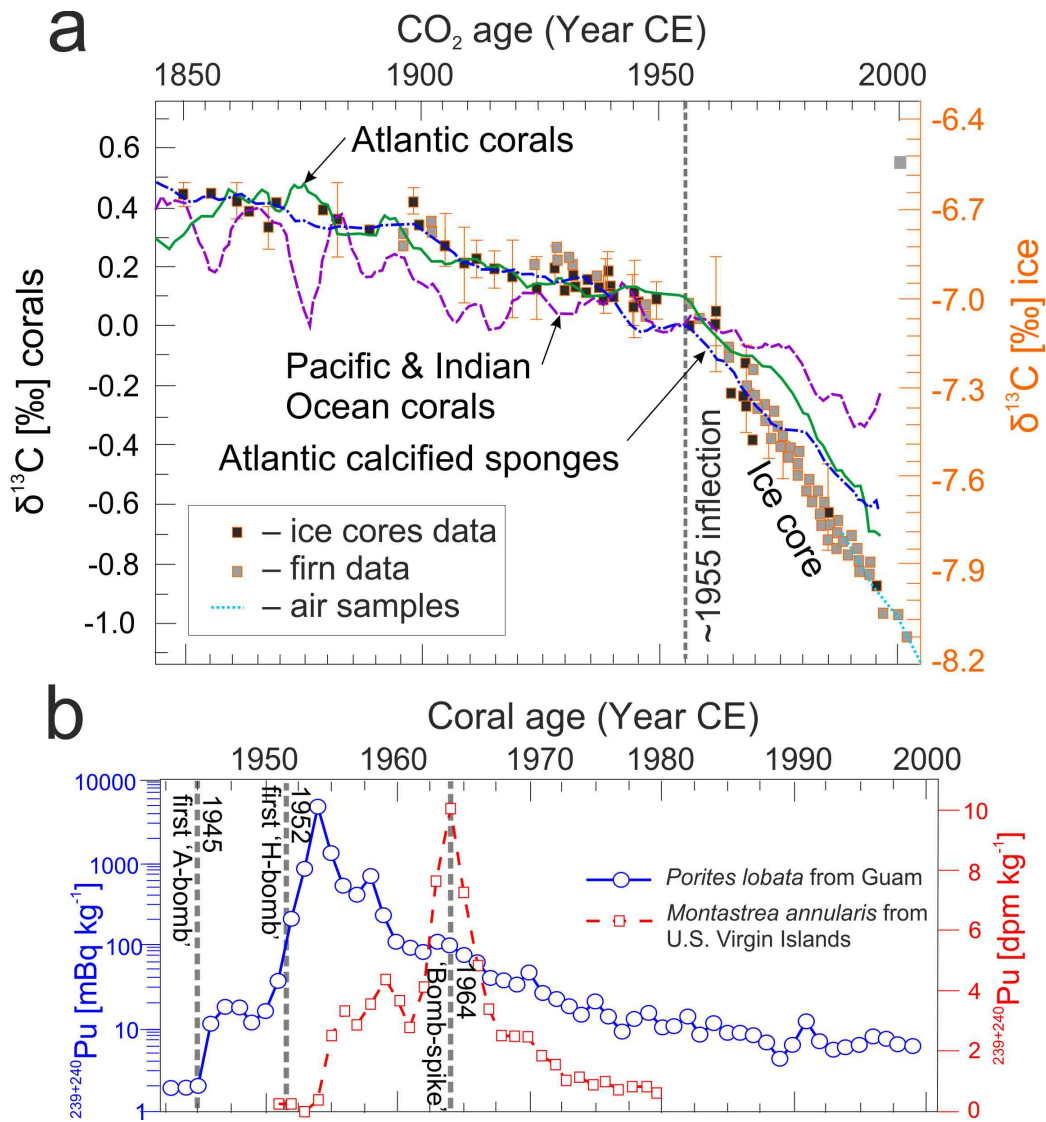 a
CO₂ age (Year CE)
1850 1900 1950 2000
0.6
0.4
0.2
0.0
-0.2
-0.4
-0.6
-0.8
-1.0
δ¹³C [‰] corals
-6.4
-6.7
-7.0
-7.3
-7.6
-7.9
-8.2
δ¹³C [‰] ice
Atlantic corals
Pacific & Indian
Ocean corals
Atlantic calcified sponges
~1955 inflection
Ice core
– ice cores data
– firn data
– air samples
b
Coral age (Year CE)
1950 1960 1970 1980 1990 2000
10000
1000
100
10
1
²³⁹⁺²⁴⁰Pu [mBq kg⁻¹]
10
8
6
4
2
0
²³⁹⁺²⁴⁰Pu [dpm kg⁻¹]
1945
first ‘A-bomb’
1952
first ‘H-bomb’
1964
‘Bomb-spike’
Porites lobata from Guam
Montastrea annularis from
U.S. Virgin Islands